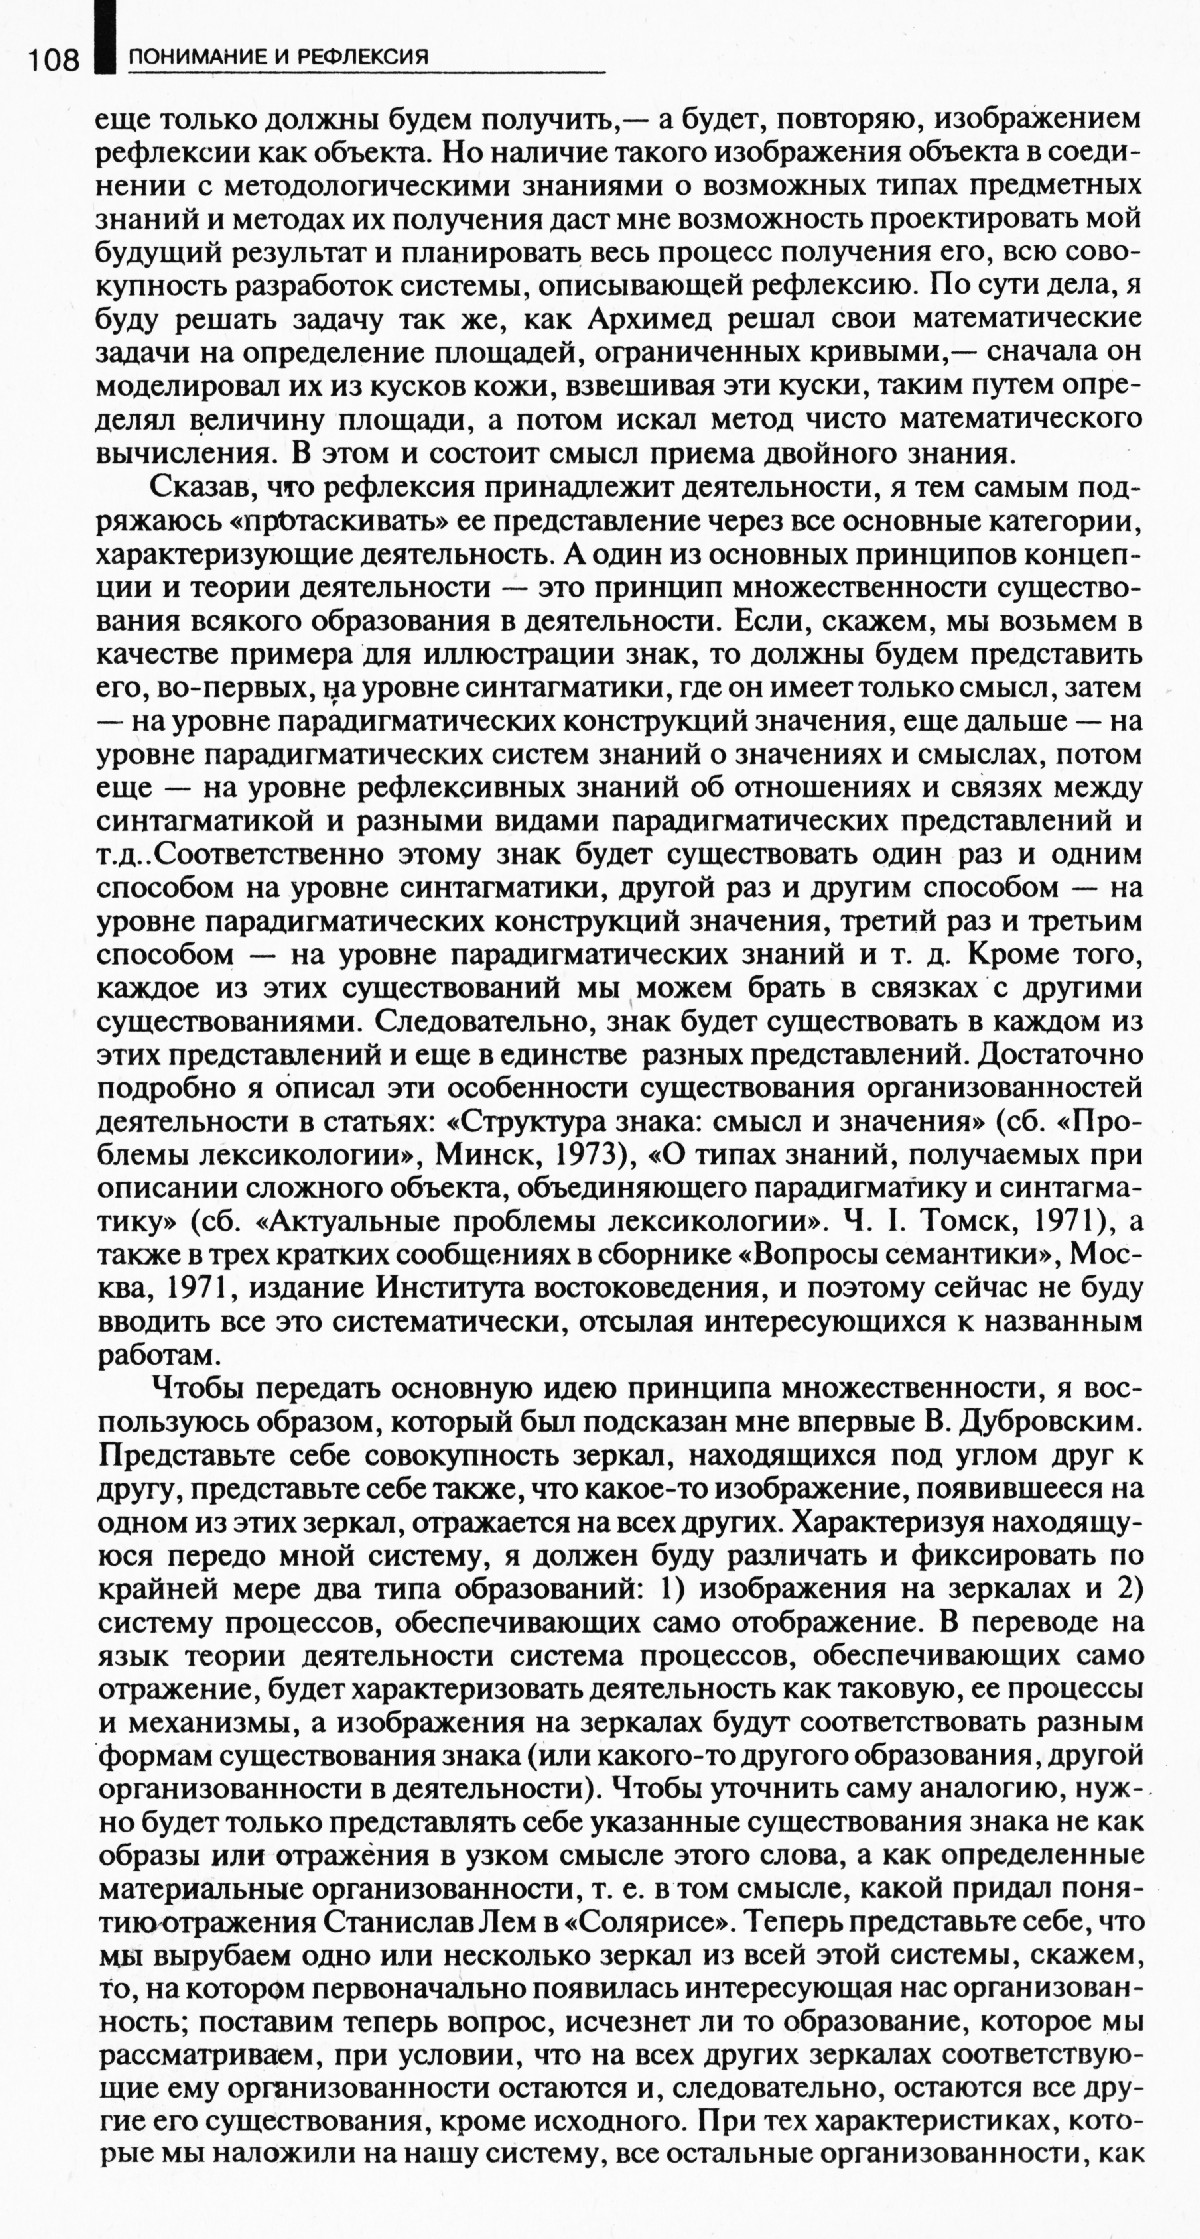 108 ПОНИМАНИЕ И РЕФЛЕКСИЯ
еще только должны будем получить,— а будет, повторяю, изображением
рефлексии как объекта. Но наличие такого изображения объекта в соеди-
нении с методологическими знаниями о возможных типах предметных
знаний и методах их получения даст мне возможность проектировать мой
будущий результат и планировать весь процесс получения его, всю сово-
купность разработок системы, описывающей рефлексию. По сути дела, я
буду решать задачу так же, как Архимед решал свои математические
задачи на определение площадей, ограниченных кривыми,— сначала он
моделировал их из кусков кожи, взвешивая эти куски, таким путем опре-
делял величину площади, а потом искал метод чисто математического
вычисления. В этом и состоит смысл приема двойного знания.
Сказав, что рефлексия принадлежит деятельности, я тем самым под-
ряжаюсь «протаскивать» ее представление через все основные категории,
характеризующие деятельность. А один из основных принципов концеп-
ции и теории деятельности — это принцип множественности существо-
вания всякого образования в деятельности. Если, скажем, мы возьмем в
качестве примера для иллюстрации знак, то должны будем представить
его, во-первых, на уровне синтагматики, где он имеет только смысл, затем
— на уровне парадигматических конструкций значения, еще дальше — на
уровне парадигматических систем знаний о значениях и смыслах, потом
еще — на уровне рефлексивных знаний об отношениях и связях между
синтагматикой и разными видами парадигматических представлений и
т.д..Соответственно этому знак будет существовать один раз и одним
способом на уровне синтагматики, другой раз и другим способом — на
уровне парадигматических конструкций значения, третий раз и третьим
способом — на уровне парадигматических знаний и т. д. Кроме того,
каждое из этих существований мы можем брать в связках с другими
существованиями. Следовательно, знак будет существовать в каждом из
этих представлений и еще в единстве разных представлений. Достаточно
подробно я описал эти особенности существования организованностей
деятельности в статьях: «Структура знака: смысл и значения» (сб. «Про-
блемы лексикологии», Минск, 1973), «О типах знаний, получаемых при
описании сложного объекта, объединяющего парадигматику и синтагма-
тику» (сб. «Актуальные проблемы лексикологии». Ч. I. Томск, 1971), а
также в трех кратких сообщениях в сборнике «Вопросы семантики», Мос-
ква, 1971, издание Института востоковедения, и поэтому сейчас не буду
вводить все это систематически, отсылая интересующихся к названным
работам.
Чтобы передать основную идею принципа множественности, я вос-
пользуюсь образом, который был подсказан мне впервые В. Дубровским.
Представьте себе совокупность зеркал, находящихся под углом друг к
другу, представьте себе также, что какое-то изображение, появившееся на
одном из этих зеркал, отражается на всех других. Характеризуя находящу-
юся передо мной систему, я должен буду различать и фиксировать по
крайней мере два типа образований: 1) изображения на зеркалах и 2)
систему процессов, обеспечивающих само отображение. В переводе на
язык теории деятельности система процессов, обеспечивающих само
отражение, будет характеризовать деятельность как таковую, ее процессы
и механизмы, а изображения на зеркалах будут соответствовать разным
формам существования знака (или какого-то другого образования, другой
организованности в деятельности). Чтобы уточнить саму аналогию, нуж-
но будет только представлять себе указанные существования знака не как
образы или отражения в узком смысле этого слова, а как определенные
материальные организованности, т. е. в том смысле, какой придал поня-
тию отражения Станислав Лем в «Солярисе». Теперь представьте себе, что
мы вырубаем одно или несколько зеркал из всей этой системы, скажем,
то, на котором первоначально появилась интересующая нас организован-
ность; поставим теперь вопрос, исчезнет ли то образование, которое мы
рассматриваем, при условии, что на всех других зеркалах соответствую-
щие ему организованности остаются и, следовательно, остаются все дру-
гие его существования, кроме исходного. При тех характеристиках, кото-
рые мы наложили на нашу систему, все остальные организованности, как